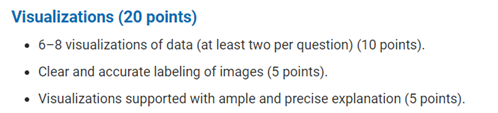 Visualizations (20 points)
• 6–8 visualizations of data (at least two per question) (10 points).
• Clear and accurate labeling of images (5 points).
• Visualizations supported with ample and precise explanation (5 points).